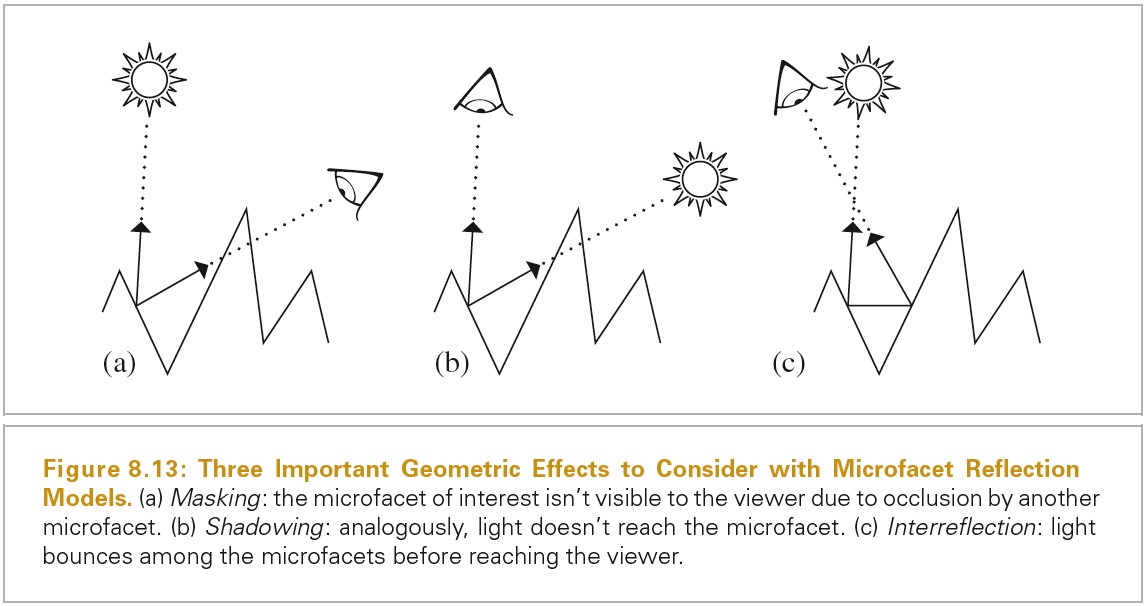 (a)
(b)
(c)
Figure 8.13: Three Important Geometric Effects to Consider with Microfacet Reflection
Models. (a) Masking: the microfacet of interest isn’t visible to the viewer due to occlusion by another
microfacet. (b) Shadowing: analogously, light doesn’t reach the microfacet. (c) Interreflection: light
bounces among the microfacets before reaching the viewer.